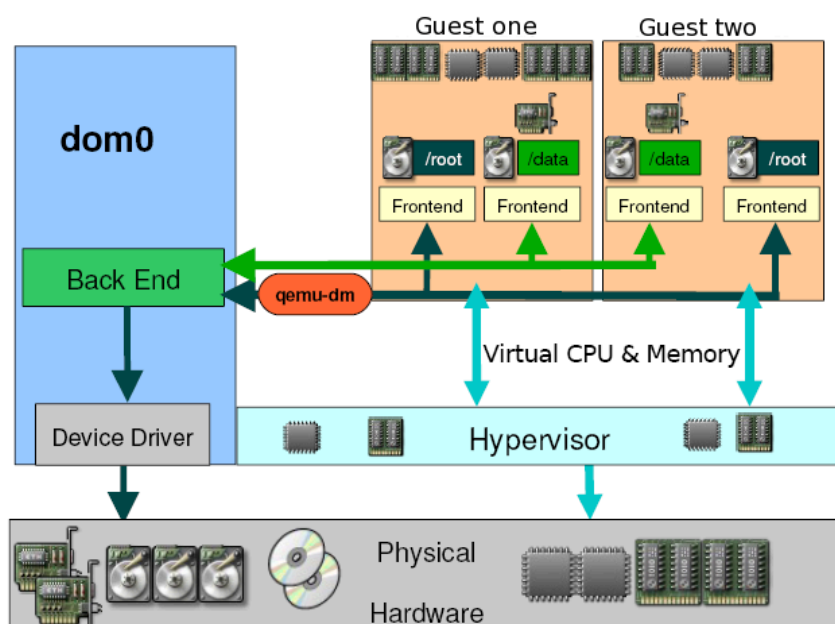 Guest one
Guest two
dom0
/root
/data
/data
/root
Frontend
Frontend
Frontend
Frontend
Back End
qemu-dm
Virtual CPU & Memory
Device Driver
Hypervisor
Physical
Hardware